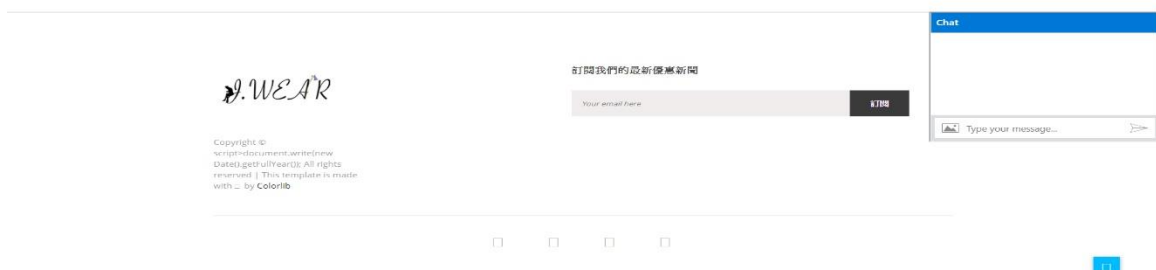 Chat
J.WEAR
訂閱我們的最新優惠新聞
Your email here
訂閱
Type your message...
Copyright ©
script>document.write(new
Date().getFullYear()); All rights
reserved | This template is made
with by Colorlib